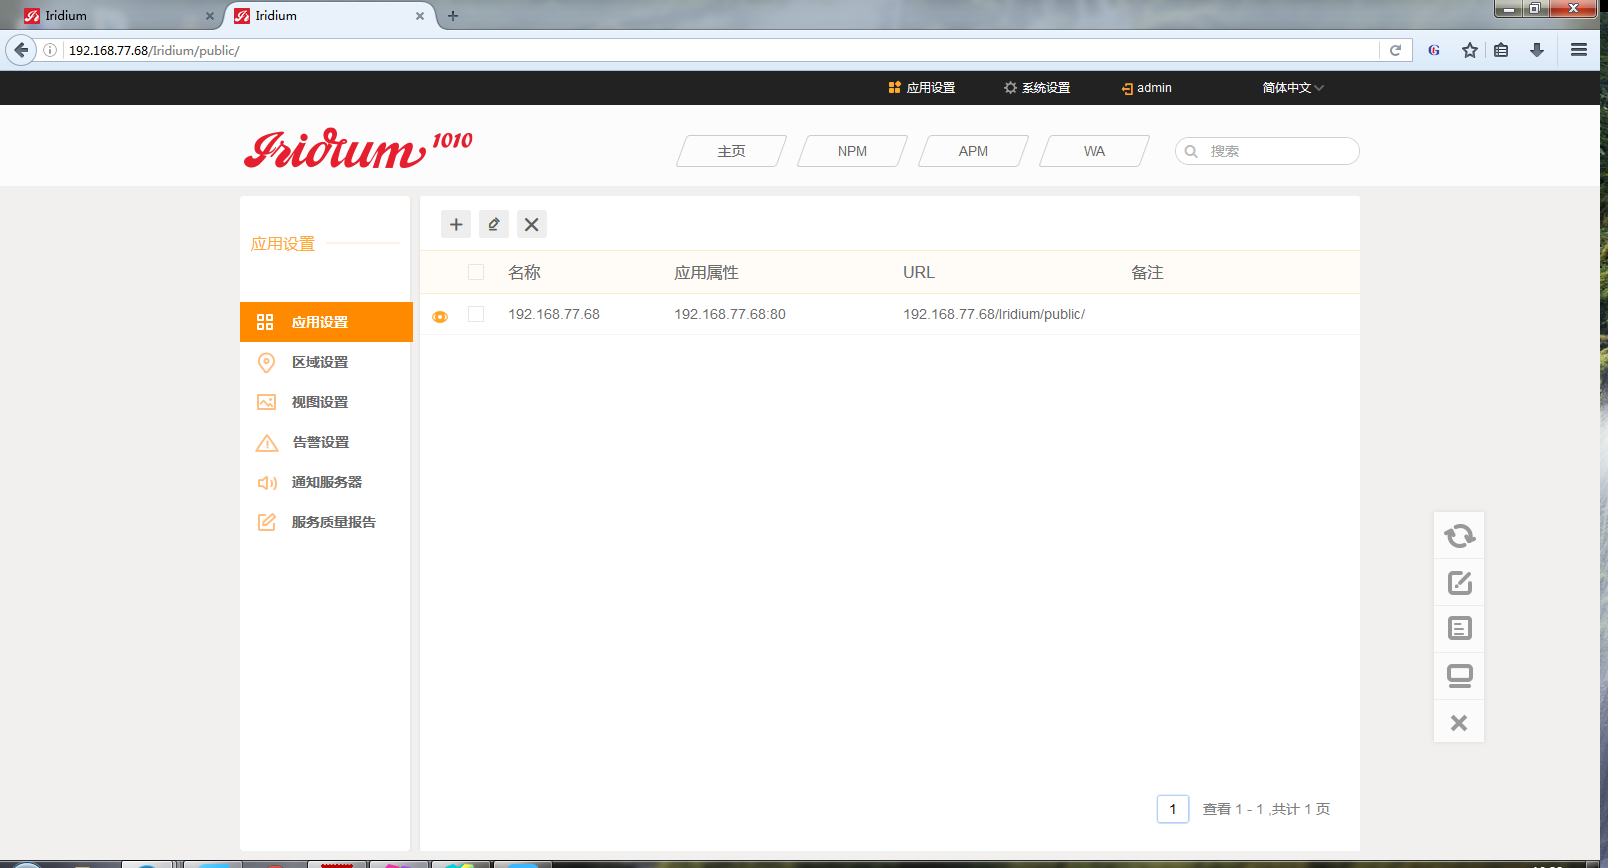 Iridium
Iridium
192.168.77.68/Iridium/public/
应用设置
系统设置
admin
简体中文
Iridium 1010
主页
NPM
APM
WA
搜索
应用设置
应用设置
区域设置
视图设置
告警设置
通知服务器
服务质量报告
名称 应用属性 URL 备注
192.168.77.68 192.168.77.68:80 192.168.77.68/Iridium/public/
1 查看 1 - 1 ,共计 1 页